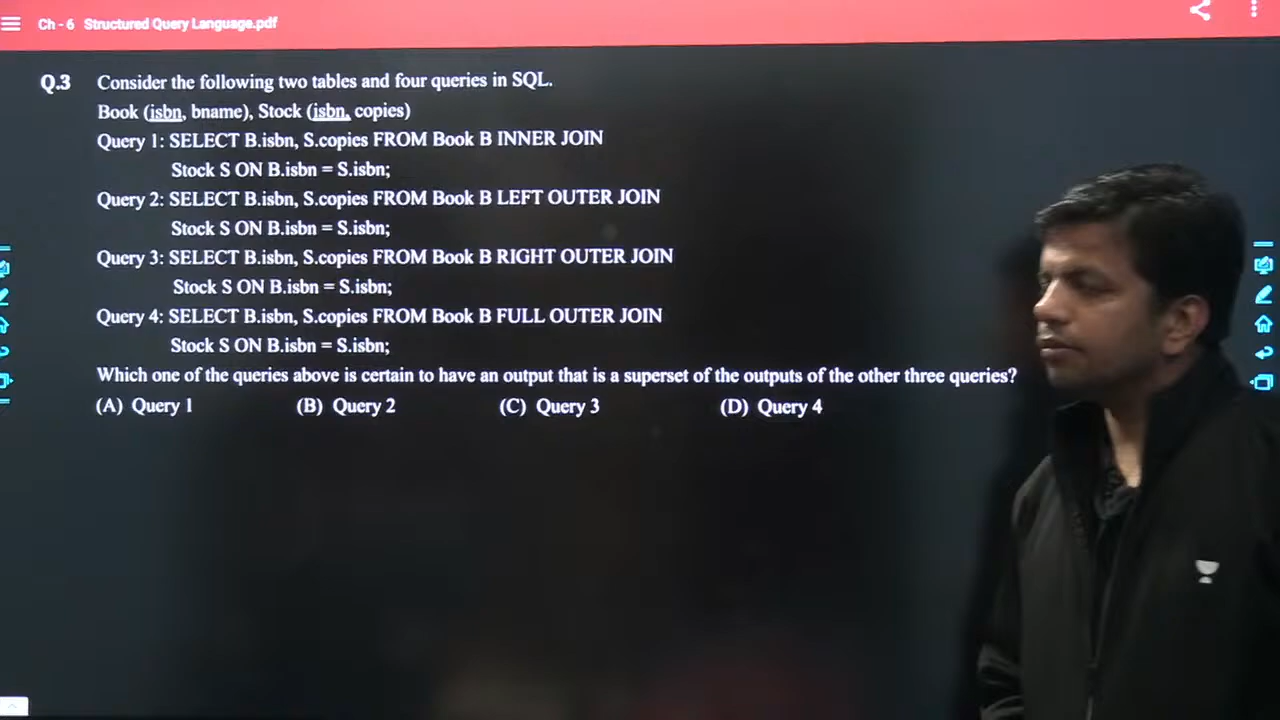 Ch - 6 Structured Query Language.pdf
Q.3 Consider the following two tables and four queries in SQL.
Book (isbn, bname), Stock (isbn, copies)
Query 1: SELECT B.isbn, S.copies FROM Book B INNER JOIN
Stock S ON B.isbn = S.isbn;
Query 2: SELECT B.isbn, S.copies FROM Book B LEFT OUTER JOIN
Stock S ON B.isbn = S.isbn;
Query 3: SELECT B.isbn, S.copies FROM Book B RIGHT OUTER JOIN
Stock S ON B.isbn = S.isbn;
Query 4: SELECT B.isbn, S.copies FROM Book B FULL OUTER JOIN
Stock S ON B.isbn = S.isbn;
Which one of the queries above is certain to have an output that is a superset of the outputs of the other three queries?
(A) Query 1 (B) Query 2 (C) Query 3 (D) Query 4